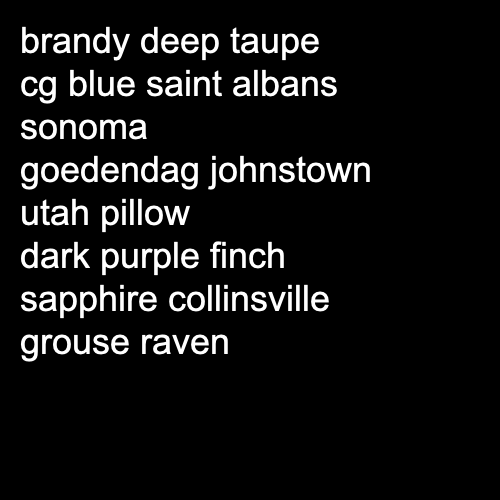 brandy deep taupe
cg blue saint albans
sonoma
goedendag johnstown
utah pillow
dark purple finch
sapphire collinsville
grouse raven